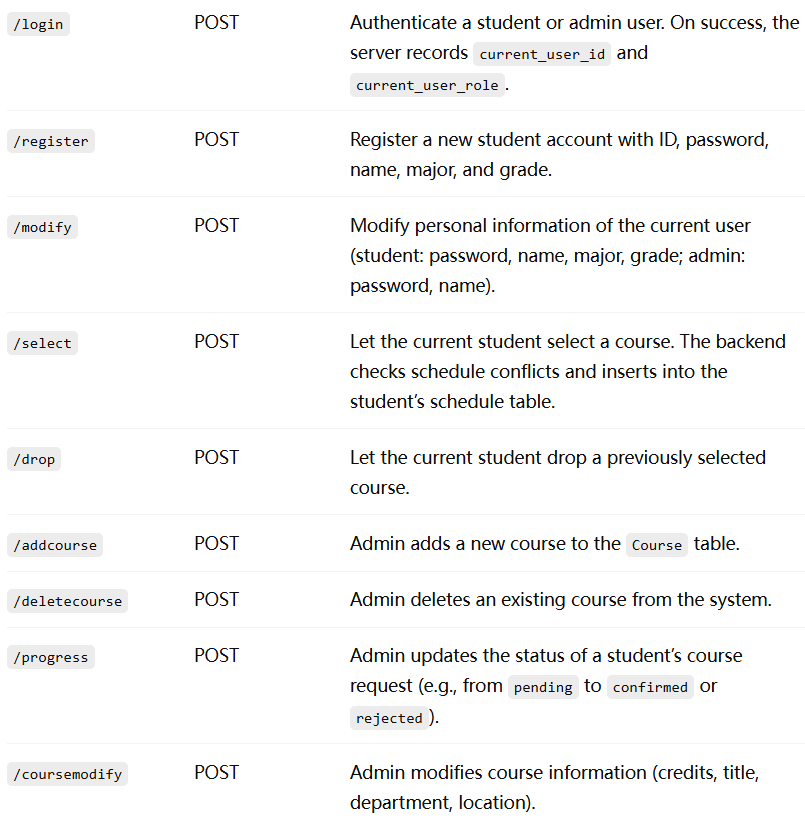 /login POST Authenticate a student or admin user. On success, the
server records current_user_id and
current_user_role.
/register POST Register a new student account with ID, password,
name, major, and grade.
/modify POST Modify personal information of the current user
(student: password, name, major, grade; admin:
password, name).
/select POST Let the current student select a course. The backend
checks schedule conflicts and inserts into the
student’s schedule table.
/drop POST Let the current student drop a previously selected
course.
/addcourse POST Admin adds a new course to the Course table.
/deletecourse POST Admin deletes an existing course from the system.
/progress POST Admin updates the status of a student’s course
request (e.g., from pending to confirmed or
rejected).
/coursemodify POST Admin modifies course information (credits, title,
department, location).